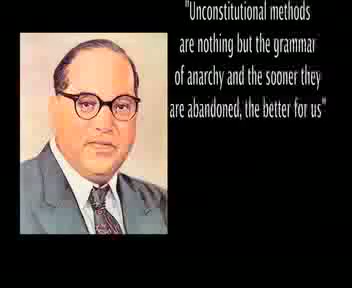 "Unconstitutional methods
are nothing but the grammar
of anarchy and the sooner they
are abandoned, the better for us"